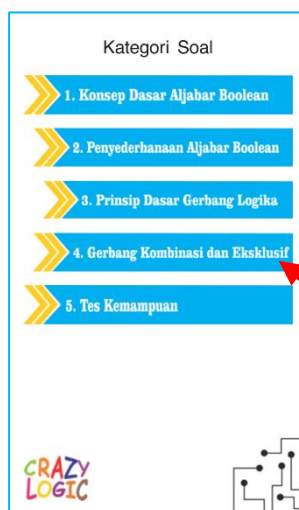 Kategori Soal
1. Konsep Dasar Aljabar Boolean
2. Penyederhanaan Aljabar Boolean
3. Prinsip Dasar Gerbang Logika
4. Gerbang Kombinasi dan Eksklusif
5. Tes Kemampuan
CRAZY
LOGIC